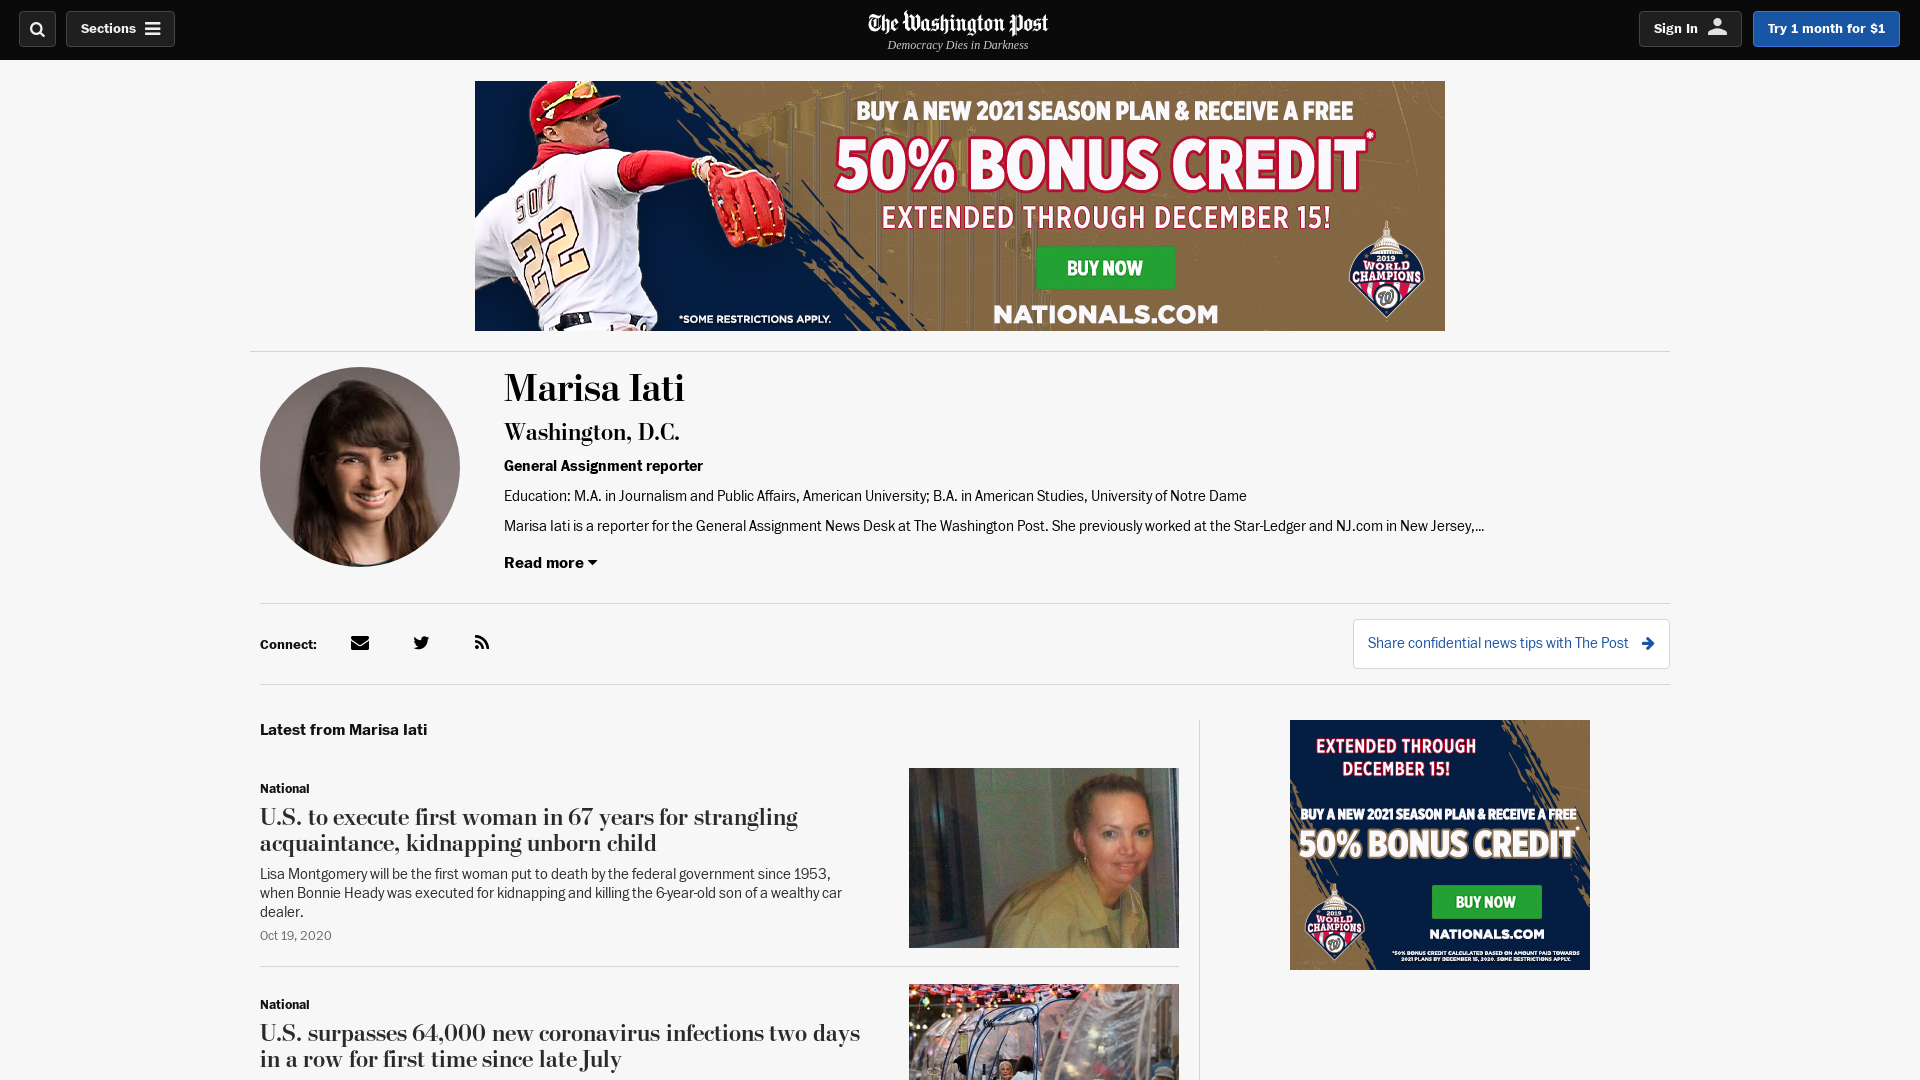 Sections
The Washington Post
Democracy Dies in Darkness
Sign In
Try 1 month for $1
BUY A NEW 2021 SEASON PLAN & RECEIVE A FREE
50% BONUS CREDIT*
EXTENDED THROUGH DECEMBER 15!
BUY NOW
NATIONALS.COM
*SOME RESTRICTIONS APPLY.
22
2019
WORLD
CHAMPIONS
W
Marisa Iati
Washington, D.C.
General Assignment reporter
Education: M.A. in Journalism and Public Affairs, American University; B.A. in American Studies, University of Notre Dame
Marisa Iati is a reporter for the General Assignment News Desk at The Washington Post. She previously worked at the Star-Ledger and NJ.com in New Jersey,...
Read more
Connect:
Share confidential news tips with The Post
Latest from Marisa Iati
National
U.S. to execute first woman in 67 years for strangling
acquaintance, kidnapping unborn child
Lisa Montgomery will be the first woman put to death by the federal government since 1953,
when Bonnie Heady was executed for kidnapping and killing the 6-year-old son of a wealthy car
dealer.
Oct 19, 2020
National
U.S. surpasses 64,000 new coronavirus infections two days
in a row for first time since late July
EXTENDED THROUGH
DECEMBER 15!
BUY A NEW 2021 SEASON PLAN & RECEIVE A FREE
50% BONUS CREDIT*
BUY NOW
2019
WORLD
CHAMPIONS
W
NATIONALS.COM
*50% BONUS CREDIT CALCULATED BASED ON AMOUNT PAID TOWARDS
2021 PLANS BY DECEMBER 15, 2020. SOME RESTRICTIONS APPLY.